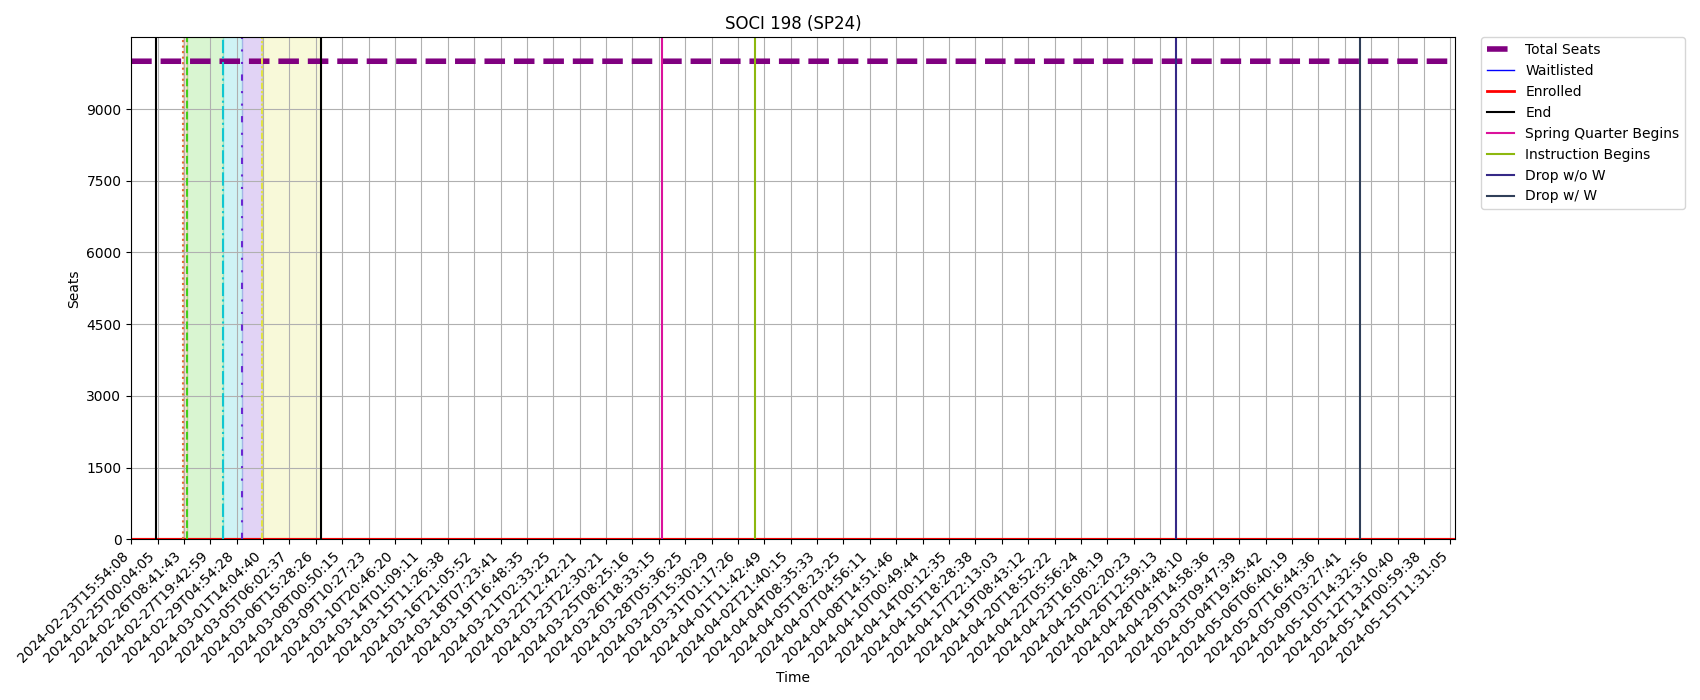 SOCI 198 (SP24)
Total Seats
Waitlisted
Enrolled
End
Spring Quarter Begins
Instruction Begins
Drop w/o W
Drop w/ W
Seats
9000
7500
6000
4500
3000
1500
0
2024-02-23T15:54:08
2024-02-25T00:04:05
2024-02-26T08:41:43
2024-02-27T19:42:59
2024-02-29T04:54:28
2024-03-01T14:04:40
2024-03-05T06:02:37
2024-03-06T15:28:26
2024-03-08T00:50:15
2024-03-09T10:27:23
2024-03-10T20:46:20
2024-03-14T01:09:11
2024-03-15T11:26:38
2024-03-16T21:05:52
2024-03-18T07:23:41
2024-03-19T16:48:35
2024-03-21T02:33:25
2024-03-22T12:42:21
2024-03-23T22:30:21
2024-03-25T08:25:16
2024-03-26T18:33:15
2024-03-28T05:36:25
2024-03-29T15:30:29
2024-03-31T01:17:26
2024-04-01T11:42:49
2024-04-02T21:40:15
2024-04-04T08:35:33
2024-04-05T18:23:25
2024-04-07T04:56:11
2024-04-08T14:51:46
2024-04-10T00:49:44
2024-04-14T00:12:35
2024-04-15T18:28:38
2024-04-17T22:13:03
2024-04-19T08:43:12
2024-04-20T18:52:22
2024-04-22T05:56:24
2024-04-23T16:08:19
2024-04-25T02:20:23
2024-04-26T12:59:13
2024-04-28T04:48:10
2024-04-29T14:58:36
2024-05-03T09:47:39
2024-05-04T19:45:42
2024-05-06T06:40:19
2024-05-07T16:44:36
2024-05-09T03:27:41
2024-05-10T14:32:56
2024-05-12T13:10:40
2024-05-14T00:59:38
2024-05-15T11:31:05
Time